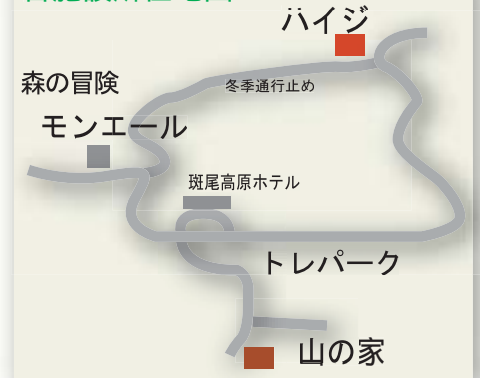 ハイジ
森の冒険
冬季通行止め
モンエール
斑尾高原ホテル
トレパーク
山の家